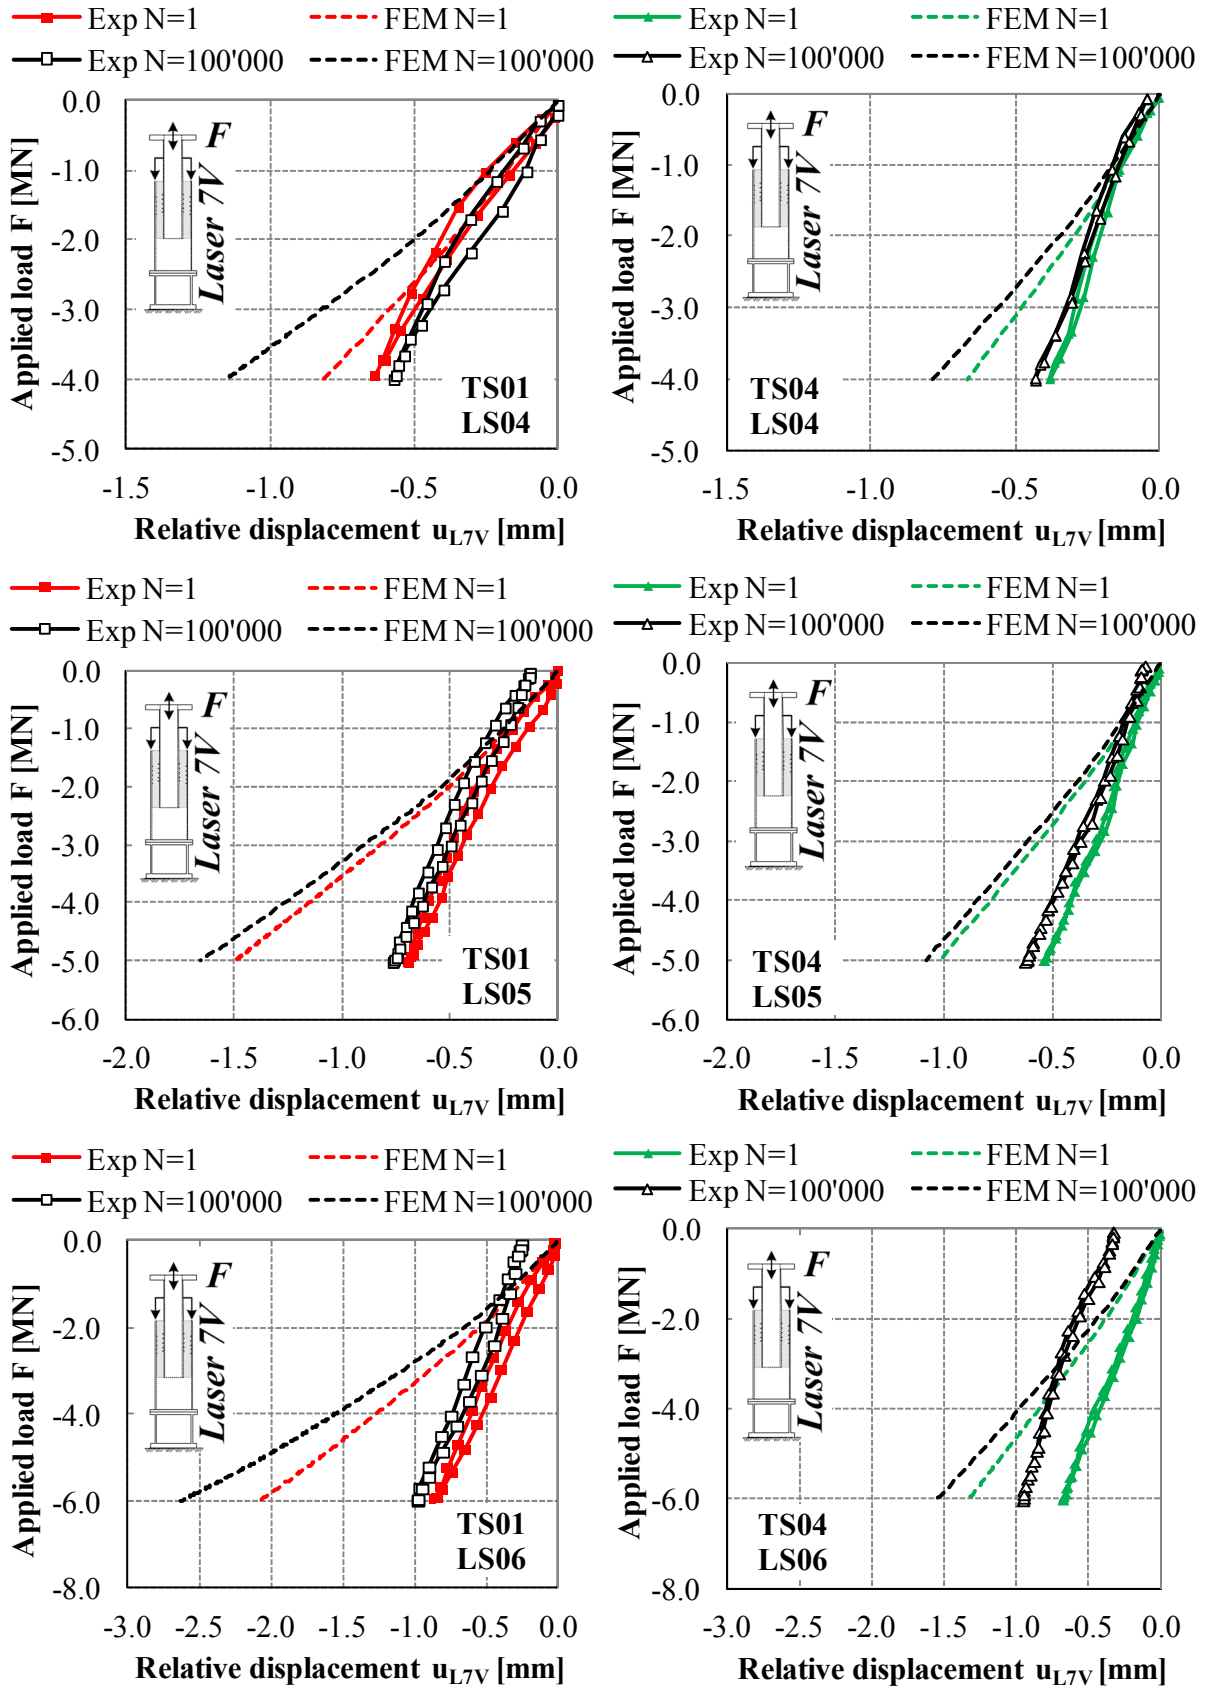 Exp N=1 FEM N=1
Exp N=100'000 FEM N=100'000
0.0
-1.0
-2.0
-3.0
-4.0
-5.0
Applied load F [MN]
F
Laser 7V
TS01
LS04
-1.5 -1.0 -0.5 0.0
Relative displacement uL7V [mm]
Exp N=1 FEM N=1
Exp N=100'000 FEM N=100'000
0.0
-1.0
-2.0
-3.0
-4.0
-5.0
Applied load F [MN]
F
Laser 7V
TS04
LS04
-1.5 -1.0 -0.5 0.0
Relative displacement uL7V [mm]
Exp N=1 FEM N=1
Exp N=100'000 FEM N=100'000
0.0
-1.0
-2.0
-3.0
-4.0
-5.0
-6.0
Applied load F [MN]
F
Laser 7V
TS01
LS05
-2.0 -1.5 -1.0 -0.5 0.0
Relative displacement uL7V [mm]
Exp N=1 FEM N=1
Exp N=100'000 FEM N=100'000
0.0
-1.0
-2.0
-3.0
-4.0
-5.0
-6.0
Applied load F [MN]
F
Laser 7V
TS04
LS05
-2.0 -1.5 -1.0 -0.5 0.0
Relative displacement uL7V [mm]
Exp N=1 FEM N=1
Exp N=100'000 FEM N=100'000
0.0
-2.0
-4.0
-6.0
-8.0
Applied load F [MN]
F
Laser 7V
TS01
LS06
-3.0 -2.5 -2.0 -1.5 -1.0 -0.5 0.0
Relative displacement uL7V [mm]
Exp N=1 FEM N=1
Exp N=100'000 FEM N=100'000
0.0
-2.0
-4.0
-6.0
-8.0
Applied load F [MN]
F
Laser 7V
TS04
LS06
-3.0 -2.5 -2.0 -1.5 -1.0 -0.5 0.0
Relative displacement uL7V [mm]